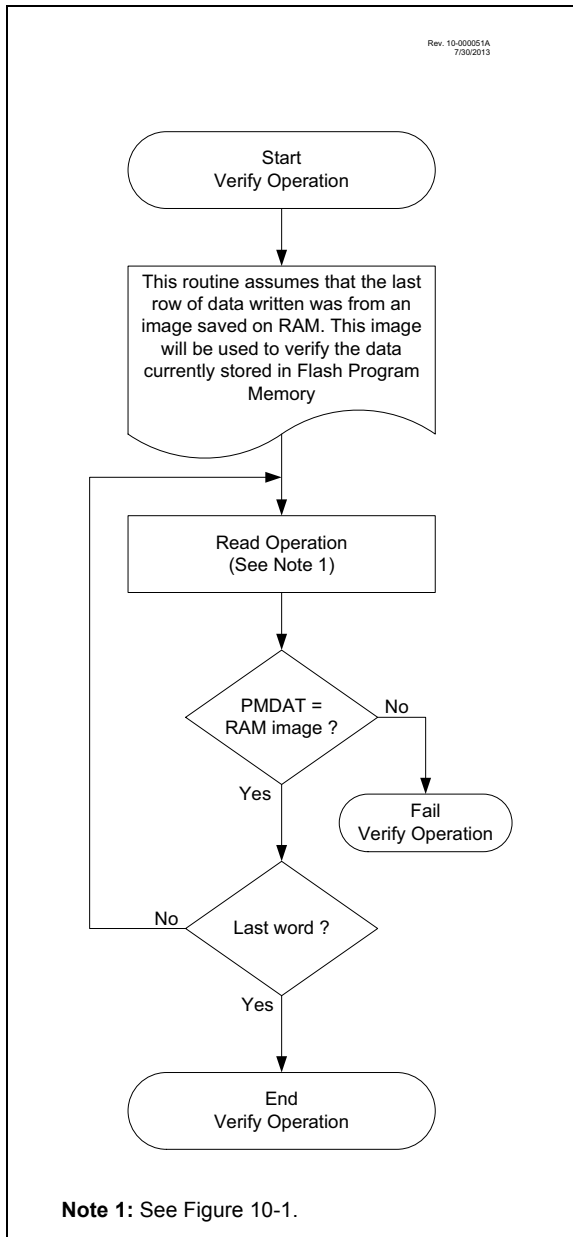 Rev. 10-000051A
7/30/2013
Start
Verify Operation
This routine assumes that the last
row of data written was from an
image saved on RAM. This image
will be used to verify the data
currently stored in Flash Program
Memory
Read Operation
(See Note 1)
PMDAT =
RAM image ?
No
Yes
Fail
Verify Operation
Last word ?
No
Yes
End
Verify Operation
Note 1: See Figure 10-1.